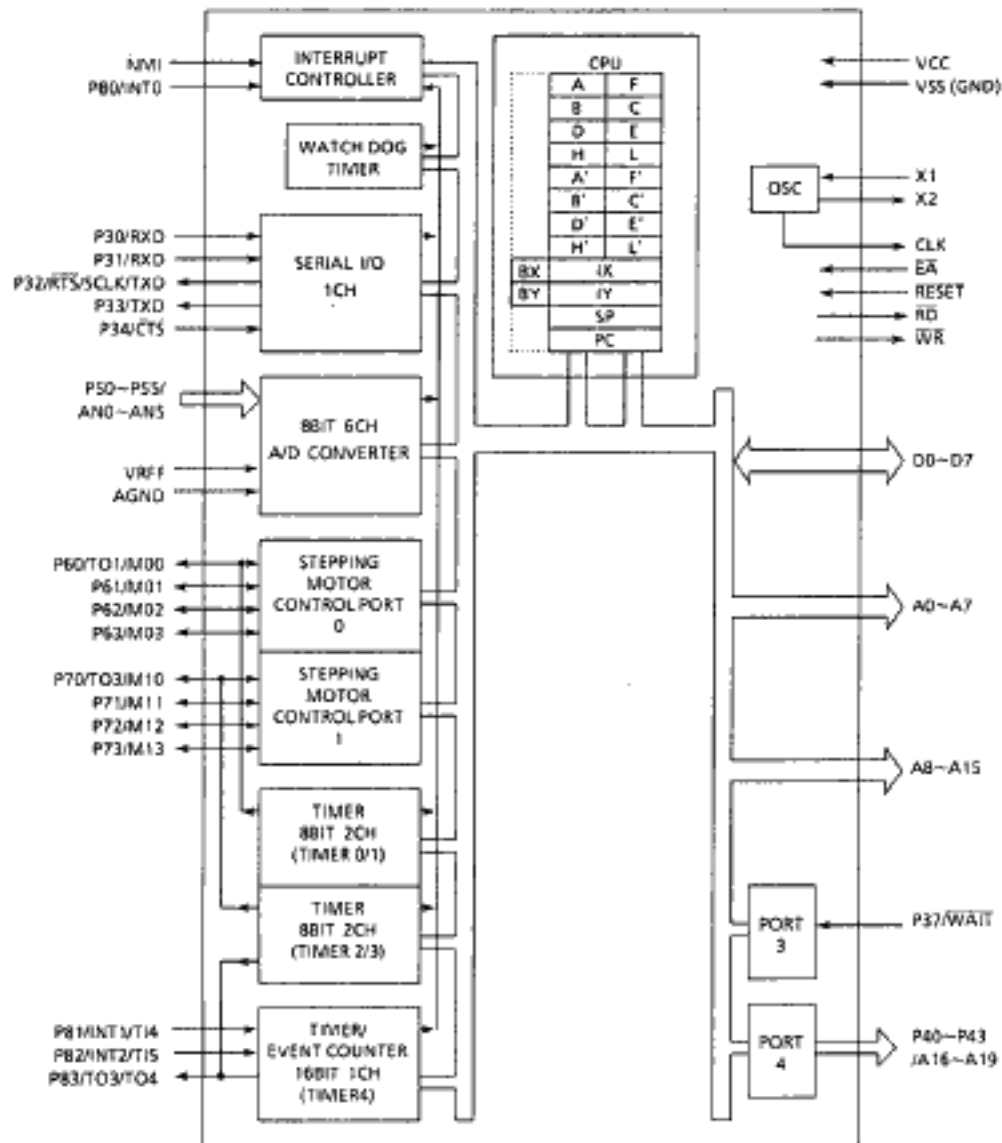 NMI
P80/INT0
INTERRUPT
CONTROLLER
WATCH DOG
TIMER
P30/RXD
P31/RXD
P32/RTS/SCLK/TXD
P33/TXD
P34/CTS
SERIAL I/O
1CH
P50~P55/
AN0~AN5
VREF
AGND
8BIT 6CH
A/D CONVERTER
P60/TO1/M00
P61/M01
P62/M02
P63/M03
STEPPING
MOTOR
CONTROL PORT
0
P70/TO3/M10
P71/M11
P72/M12
P73/M13
STEPPING
MOTOR
CONTROL PORT
1
TIMER
8BIT 2CH
(TIMER 0/1)
TIMER
8BIT 2CH
(TIMER 2/3)
P81/INT1/TI4
P82/INT2/TI5
P83/TO3/TO4
TIMER/
EVENT COUNTER
16BIT 1CH
(TIMER4)
CPU
A F
B C
D E
H L
A' F'
B' C'
D' E'
H' L'
BX IX
BY IY
SP
PC
VCC
VSS (GND)
OSC
X1
X2
CLK
EA
RESET
RD
WR
D0~D7
A0~A7
A8~A15
PORT
3
P37/WAIT
PORT
4
P40~P43
/A16~A19